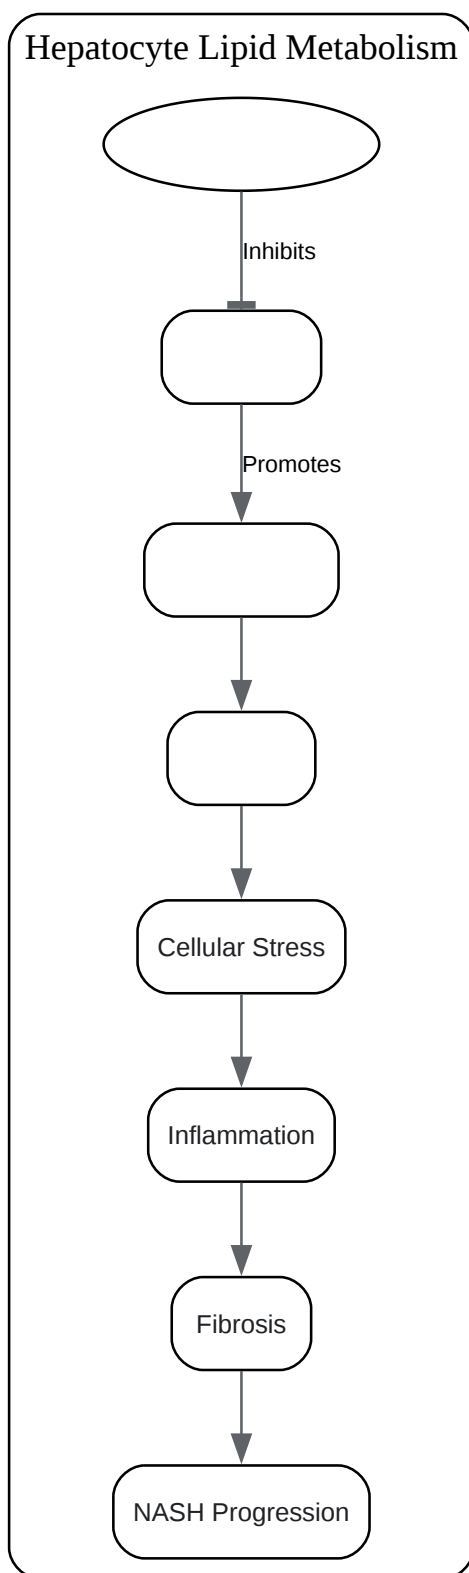 Hepatocyte Lipid Metabolism
Inhibits
Promotes
Cellular Stress
Inflammation
Fibrosis
NASH Progression